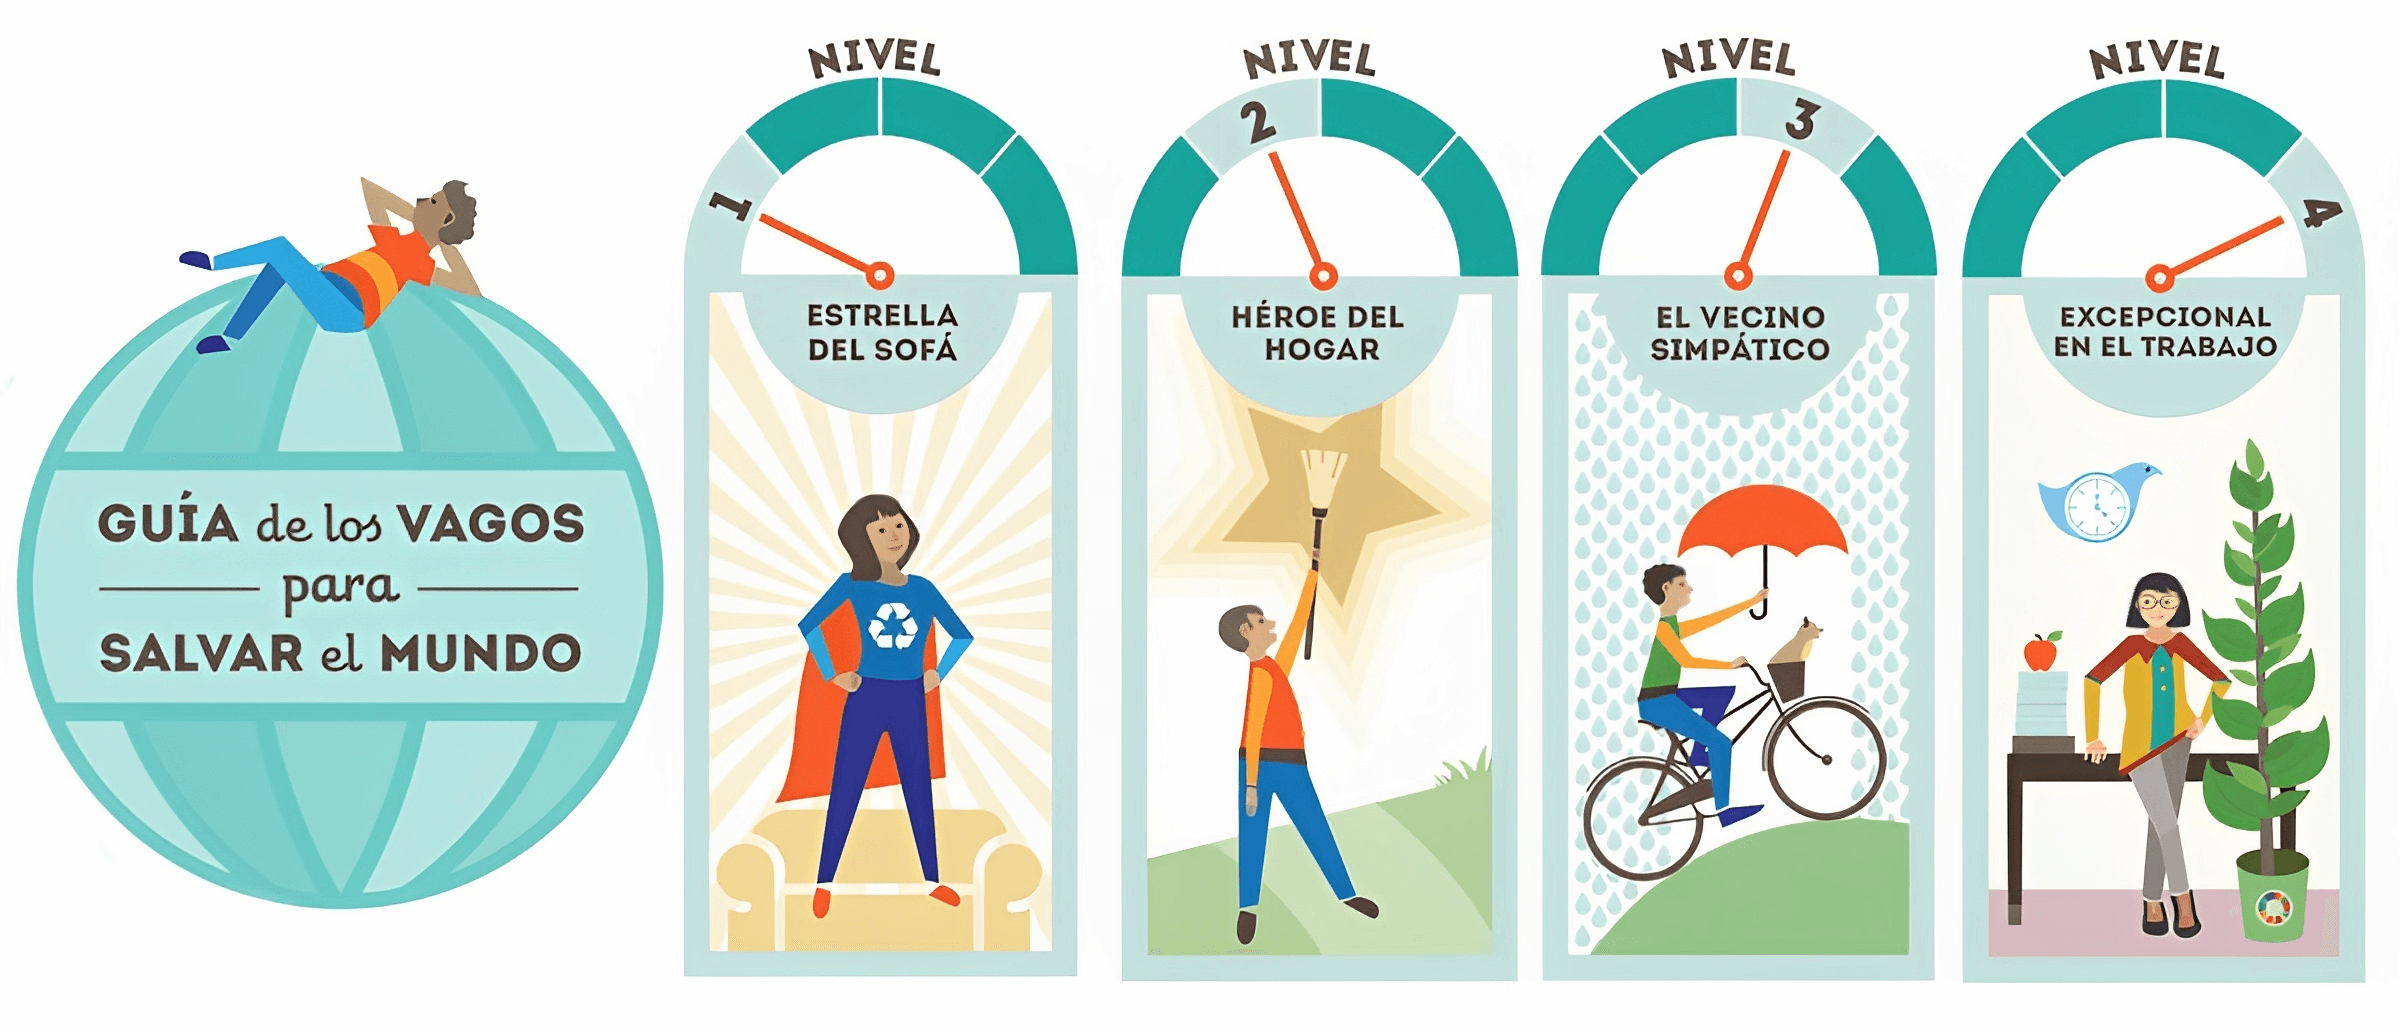 GUÍA de los VAGOS
para
SALVAR el MUNDO
NIVEL
1
ESTRELLA
DEL SOFÁ
NIVEL
2
HÉROE DEL
HOGAR
NIVEL
3
EL VECINO
SIMPÁTICO
NIVEL
4
EXCEPCIONAL
EN EL TRABAJO